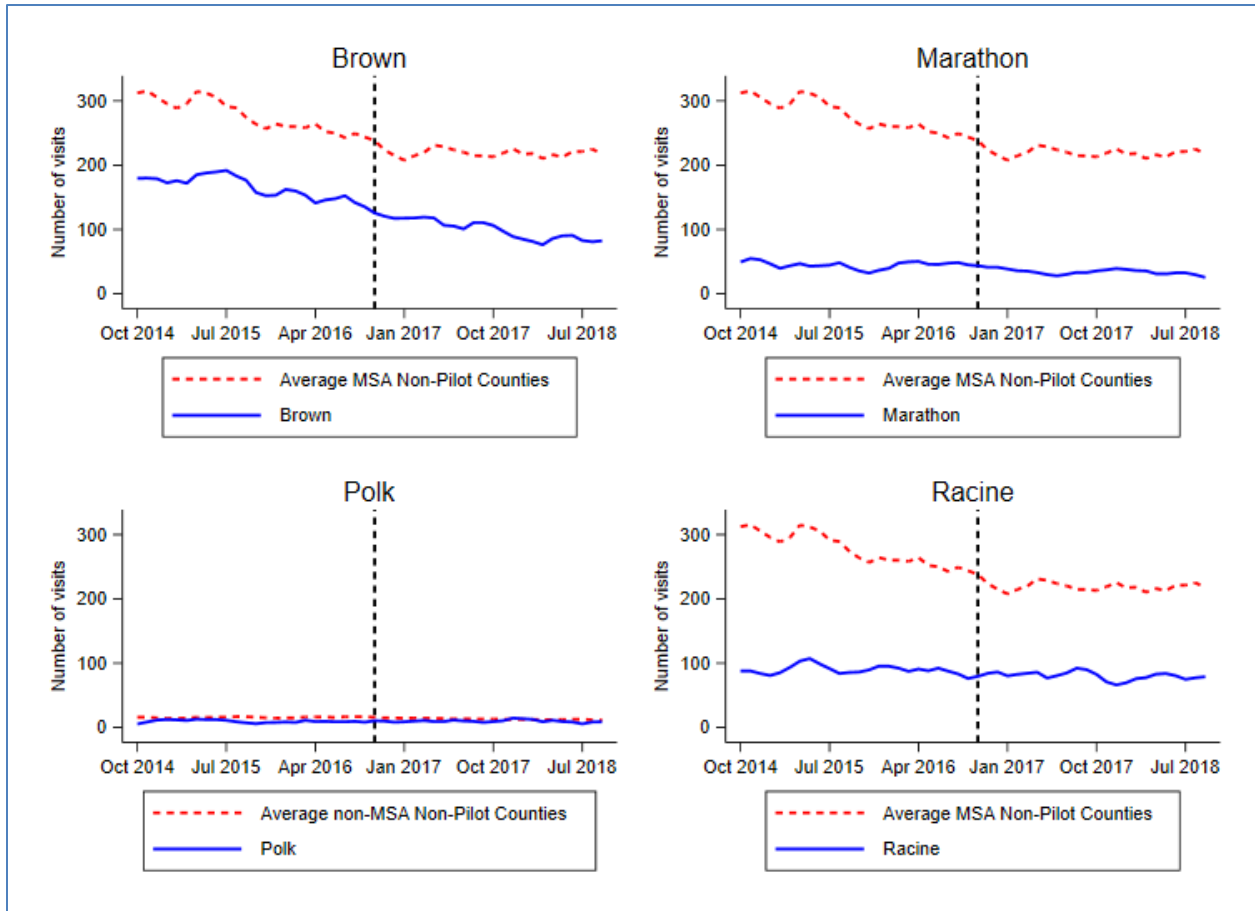 Brown
Number of visits
300
200
100
0
Oct 2014 Jul 2015 Apr 2016 Jan 2017 Oct 2017 Jul 2018
Average MSA Non-Pilot Counties
Brown
Marathon
Number of visits
300
200
100
0
Oct 2014 Jul 2015 Apr 2016 Jan 2017 Oct 2017 Jul 2018
Average MSA Non-Pilot Counties
Marathon
Polk
Number of visits
300
200
100
0
Oct 2014 Jul 2015 Apr 2016 Jan 2017 Oct 2017 Jul 2018
Average non-MSA Non-Pilot Counties
Polk
Racine
Number of visits
300
200
100
0
Oct 2014 Jul 2015 Apr 2016 Jan 2017 Oct 2017 Jul 2018
Average MSA Non-Pilot Counties
Racine